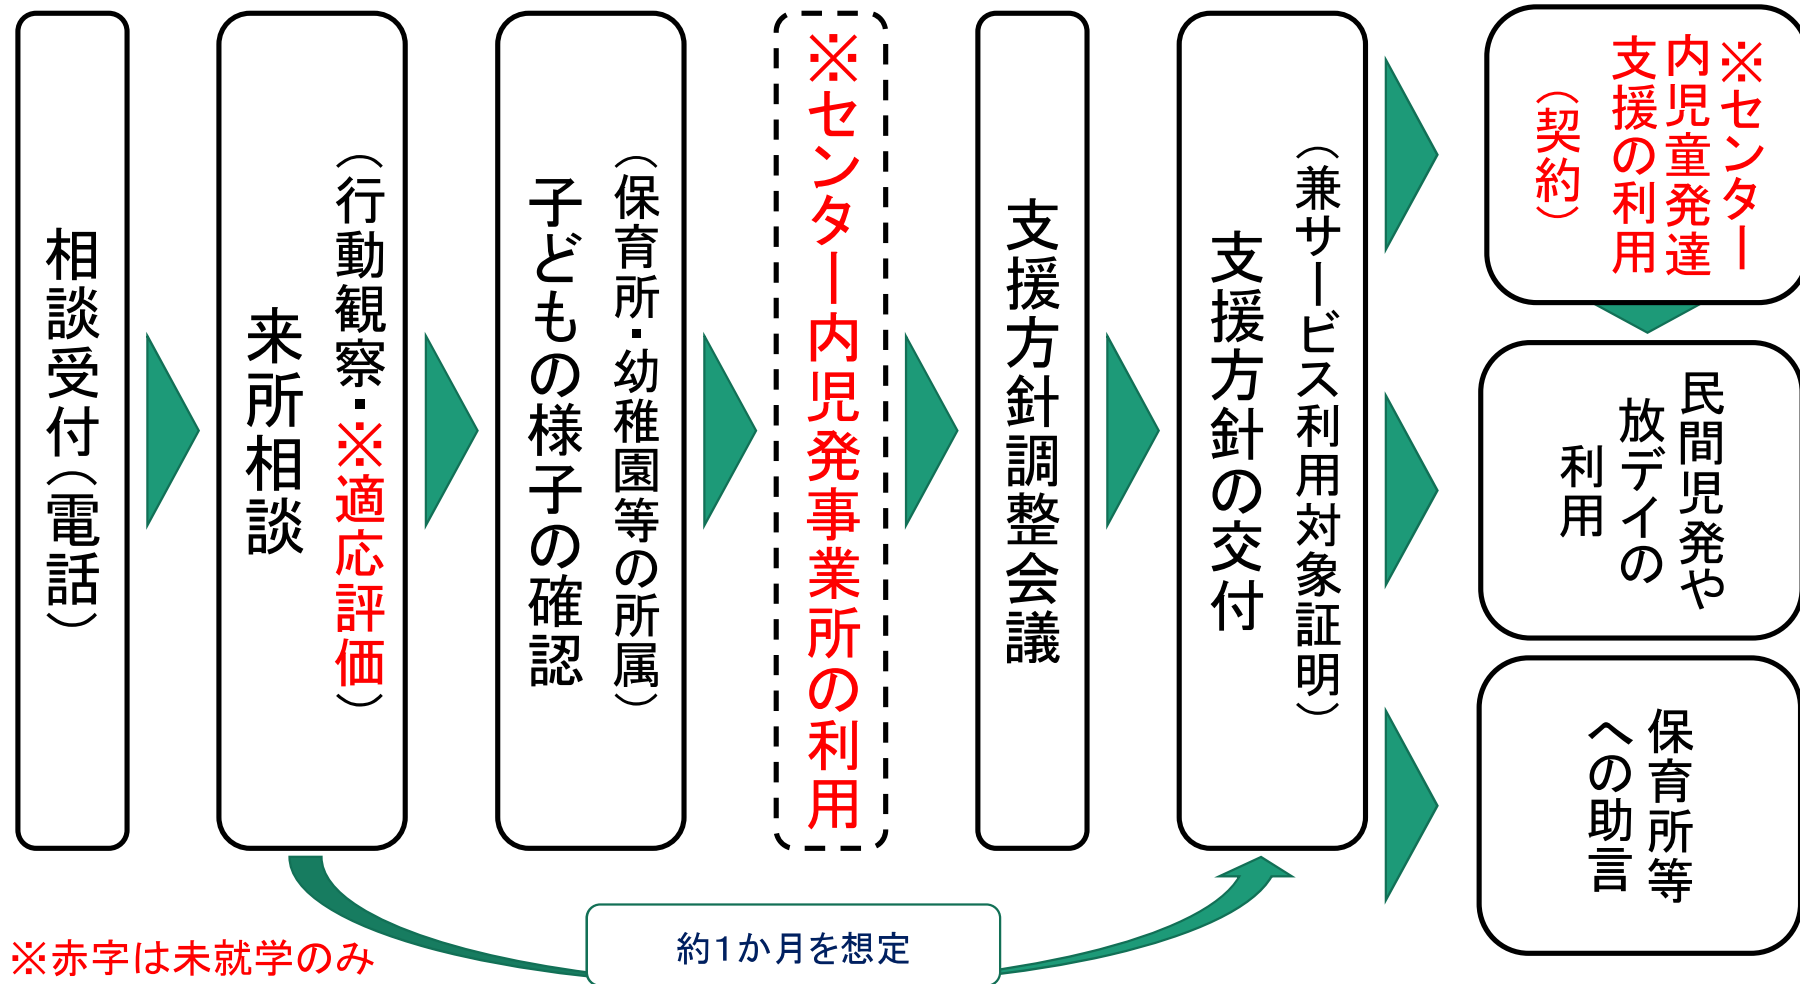 相談受付(電話)
来所相談
(行動観察・※適応評価)
子どもの様子の確認
(保育所・幼稚園等の所属)
※センター内児発事業所の利用
支援方針調整会議
支援方針の交付
(兼サービス利用対象証明)
※センター
内児童発達
支援の利用
(契約)
民間児発や
放デイの
利用
保育所等
への助言
約1か月を想定
※赤字は未就学のみ